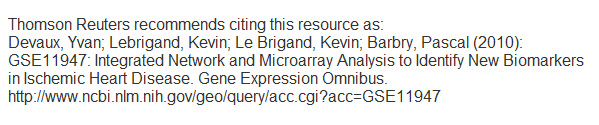 Thomson Reuters recommends citing this resource as:
Devaux, Yvan; Lebrigand, Kevin; Le Brigand, Kevin; Barbry, Pascal (2010):
GSE11947: Integrated Network and Microarray Analysis to Identify New Biomarkers
in Ischemic Heart Disease. Gene Expression Omnibus.
http://www.ncbi.nlm.nih.gov/geo/query/acc.cgi?acc=GSE11947